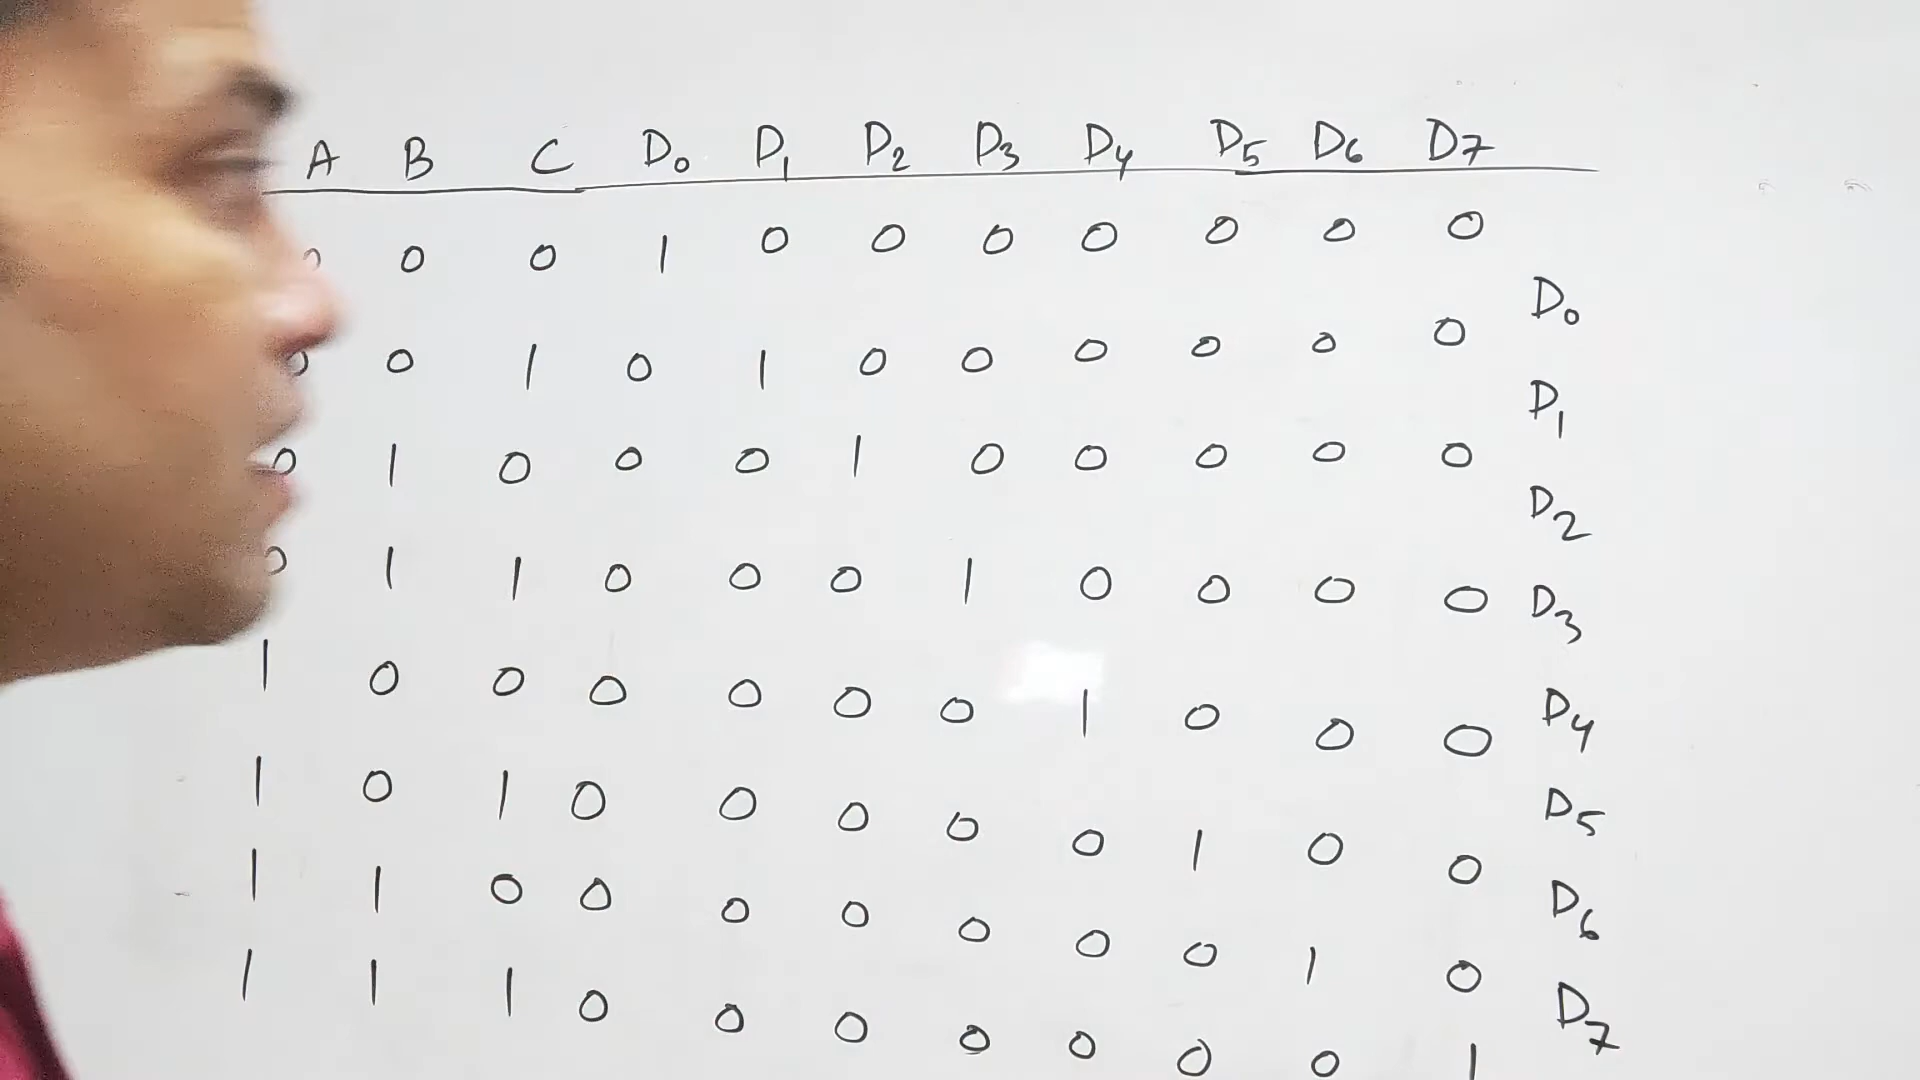 A B C D₀ D₁ D₂ D₃ D₄ D₅ D₆ D₇
0 0 0 1 0 0 0 0 0 0 0 D₀
0 0 1 0 1 0 0 0 0 0 0 D₁
0 1 0 0 0 1 0 0 0 0 0 D₂
0 1 1 0 0 0 1 0 0 0 0 D₃
1 0 0 0 0 0 0 1 0 0 0 D₄
1 0 1 0 0 0 0 0 1 0 0 D₅
1 1 0 0 0 0 0 0 0 1 0 D₆
1 1 1 0 0 0 0 0 0 0 1 D₇